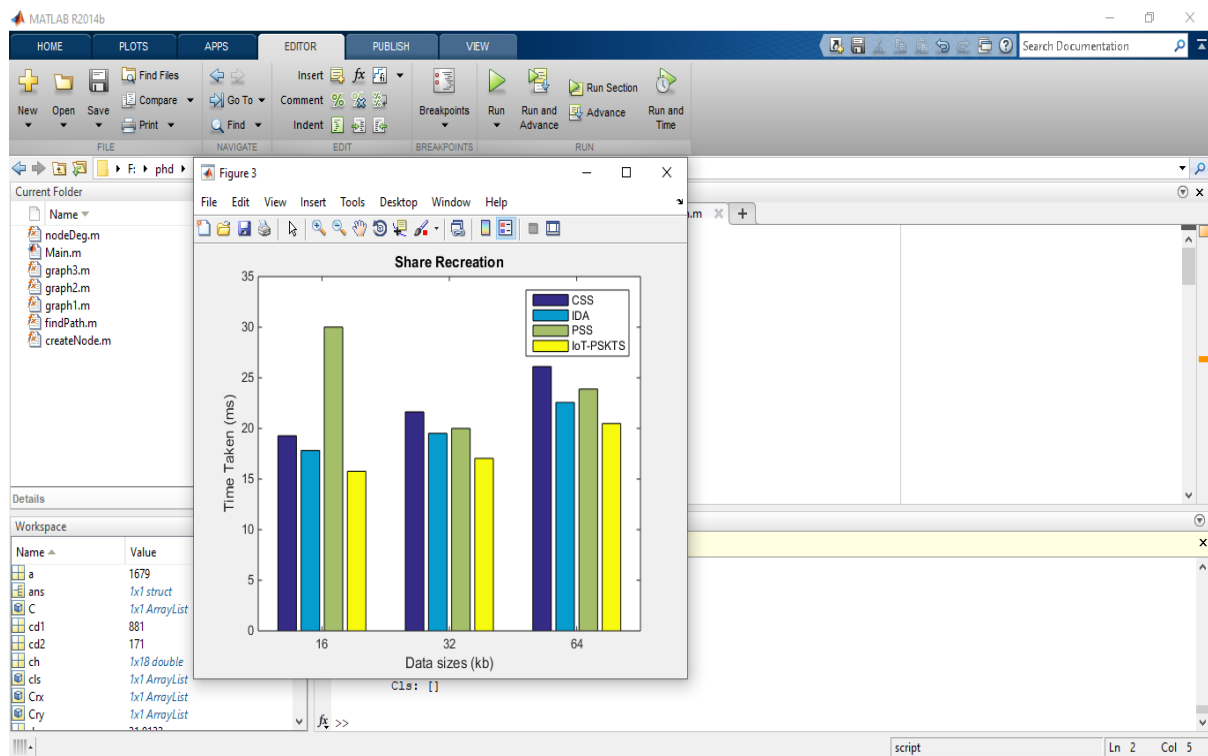 MATLAB R2014b
HOME PLOTS APPS EDITOR PUBLISH VIEW
Search Documentation
New Open Save Find Files Compare Print
Go To Find
Insert fx
Comment
Indent
Breakpoints
Run Run and Advance Run Section Advance Run and Time
FILE NAVIGATE EDIT BREAKPOINTS RUN
F: phd
Current Folder
Name
nodeDeg.m
Main.m
graph3.m
graph2.m
graph1.m
findPath.m
createNode.m
Details
Workspace
Name Value
a 1679
ans 1x1 struct
C 1x1 ArrayList
cd1 881
cd2 171
ch 1x18 double
cls 1x1 ArrayList
Crx 1x1 ArrayList
Cry 1x1 ArrayList
Figure 3
File Edit View Insert Tools Desktop Window Help
Share Recreation
CSS
IDA
PSS
IoT-PSKTS
Time Taken (ms)
35
30
25
20
15
10
5
0
16 32 64
Data sizes (kb)
.m
Cls: []
fx >>
script Ln 2 Col 5